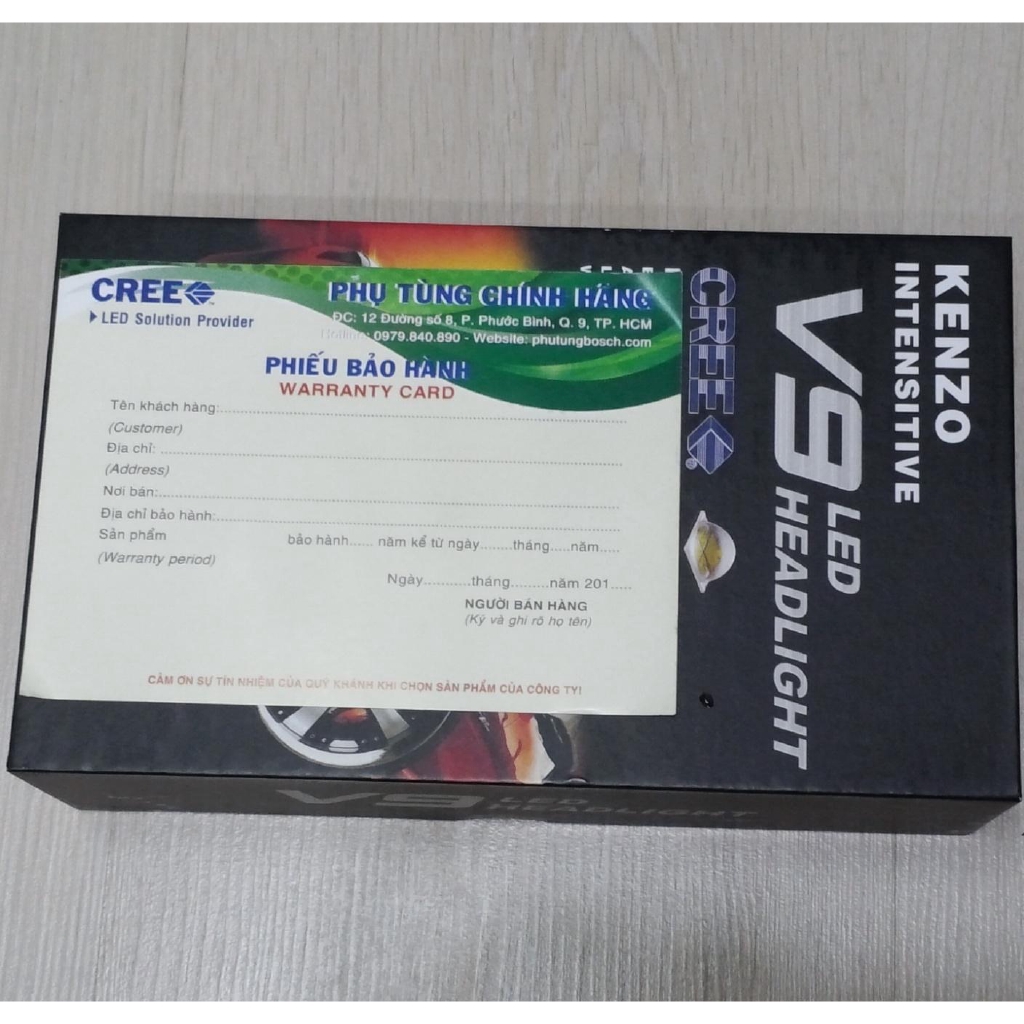 CREE
LED Solution Provider
PHỤ TÙNG CHÍNH HÃNG
ĐC: 12 Đường số 8, P. Phước Bình, Q. 9, TP. HCM
Hotline: 0979.840.890 - Website: phutungbosch.com
PHIẾU BẢO HÀNH
WARRANTY CARD
Tên khách hàng:
(Customer)
Địa chỉ:
(Address)
Nơi bán:
Địa chỉ bảo hành:
Sản phẩm bảo hành...... năm kể từ ngày........tháng.....năm.....
(Warranty period)
Ngày...........tháng.........năm 201.....
NGƯỜI BÁN HÀNG
(Ký và ghi rõ họ tên)
CẢM ƠN SỰ TÍN NHIỆM CỦA QUÝ KHÁNH KHI CHỌN SẢN PHẨM CỦA CÔNG TY!
KENZO
INTENSITIVE
V9 LED
HEADLIGHT
CREE
V9 LED
HEADLIGHT